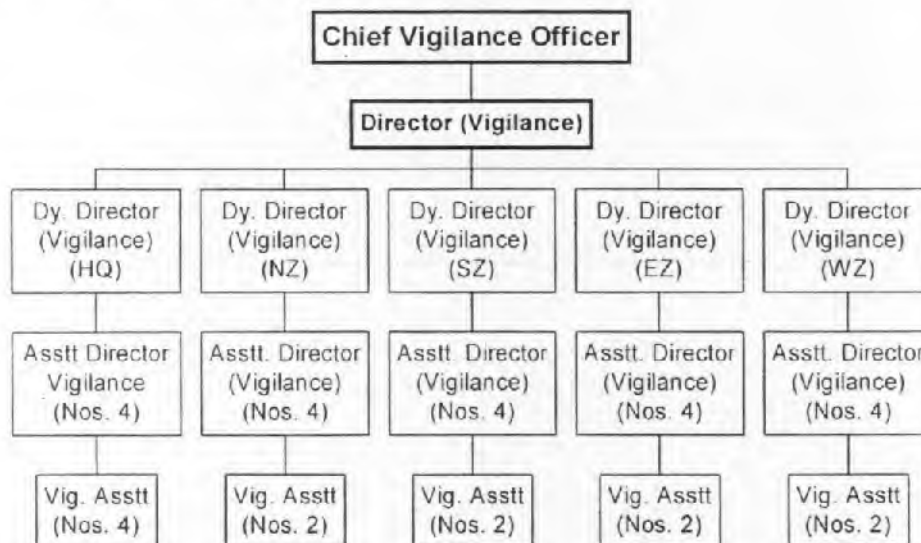 Chief Vigilance Officer
Director (Vigilance)
Dy. Director
(Vigilance)
(HQ)
Dy. Director
(Vigilance)
(NZ)
Dy. Director
(Vigilance)
(SZ)
Dy. Director
(Vigilance)
(EZ)
Dy. Director
(Vigilance)
(WZ)
Asstt Director
Vigilance
(Nos. 4)
Asstt. Director
(Vigilance)
(Nos. 4)
Asstt. Director
(Vigilance)
(Nos. 4)
Asstt. Director
(Vigilance)
(Nos. 4)
Asstt. Director
(Vigilance)
(Nos. 4)
Vig. Asstt
(Nos. 4)
Vig. Asstt
(Nos. 2)
Vig. Asstt
(Nos. 2)
Vig. Asstt
(Nos. 2)
Vig. Asstt
(Nos. 2)